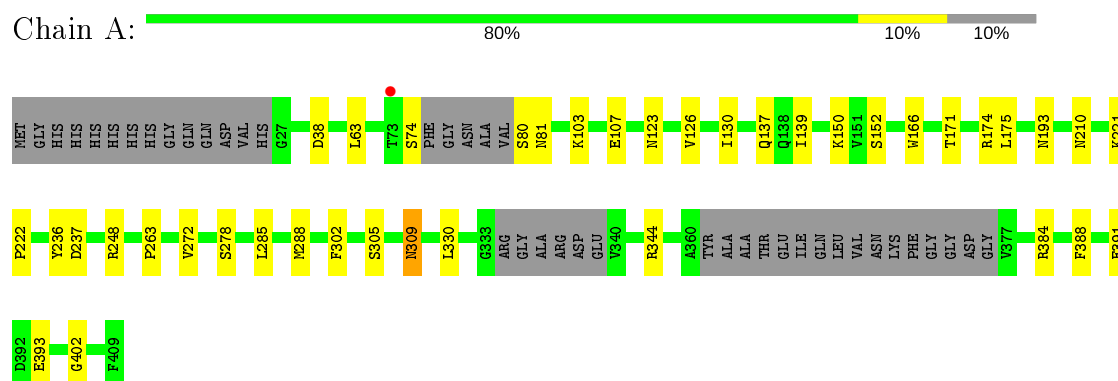 Chain A:
80% 10% 10%
MET GLY HIS HIS HIS HIS HIS HIS HIS GLY GLN GLN ASP VAL HIS G27 D38 L63 T73 S74 PHE GLY ASN ALA VAL S80 N81 K103 E107 N123 V126 I130 Q137 Q138 I139 K150 V151 S152 W166 T171 R174 L175 N193 N210
P222 Y236 D237 R248 P263 V272 S278 L285 M288 F302 S305 N309 L330 G333 ARG GLY ALA ARG ASP GLU V340 R344 A360 TYR ALA ALA THR GLU ILE GLN LEU VAL ASN LYS PHE GLY GLY ASP GLY V377 R384 F388
D392 E393 G402 F409